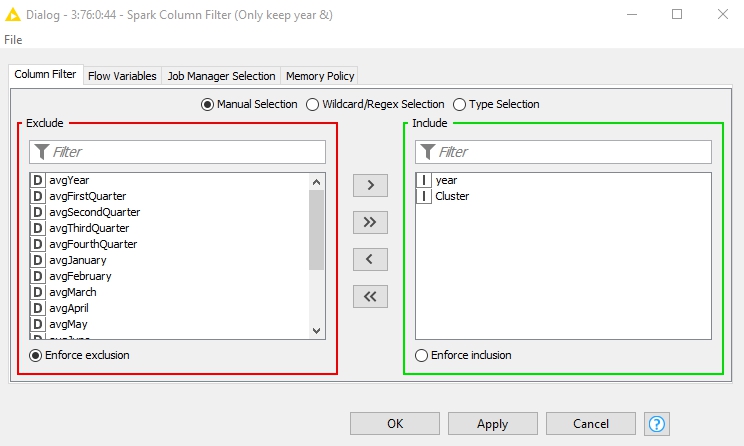 Dialog - 3:76:0:44 - Spark Column Filter (Only keep year &)
File
Column Filter Flow Variables Job Manager Selection Memory Policy
Manual Selection Wildcard/Regex Selection Type Selection
Exclude
Filter
D avgYear
D avgFirstQuarter
D avgSecondQuarter
D avgThirdQuarter
D avgFourthQuarter
D avgJanuary
D avgFebruary
D avgMarch
D avgApril
D avgMay
Enforce exclusion
>
>>
<
<<
Include
Filter
I year
I Cluster
Enforce inclusion
OK Apply Cancel ?